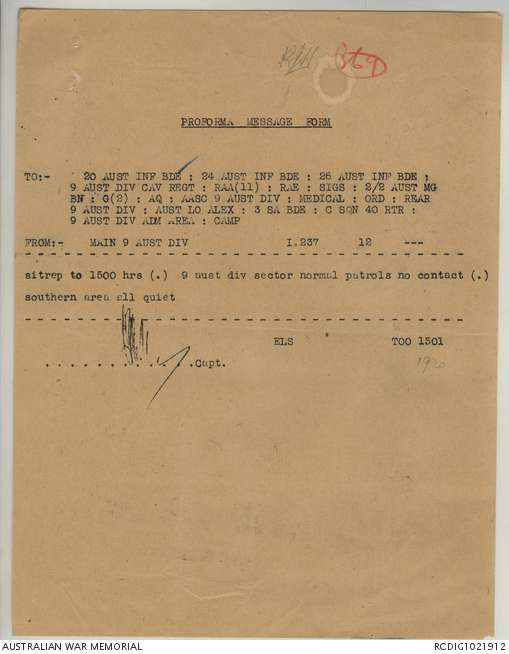 369
PROFORMA MESSAGE FORM
TO:- 20 AUST INF BDE : 24 AUST INF BDE : 26 AUST INF BDE :
9 AUST DIV CAV REGT : RAA(11) : RAE : SIGS : 2/2 AUST MG
BN : G(2) : AQ : AASC 9 AUST DIV : MEDICAL : ORD : REAR
9 AUST DIV : AUST LO ALEX : 3 SA BDE : C SQN 40 RTR :
9 AUST DIV ADM AREA : CAMP
FROM:- MAIN 9 AUST DIV I.237 12 ---
sitrep to 1500 hrs (.) 9 aust div sector normal patrols no contact (.)
southern area all quiet
ELS TOO 1501
. . . . . . . . . . . .Capt. 1920
AUSTRALIAN WAR MEMORIAL RCDIG1021912